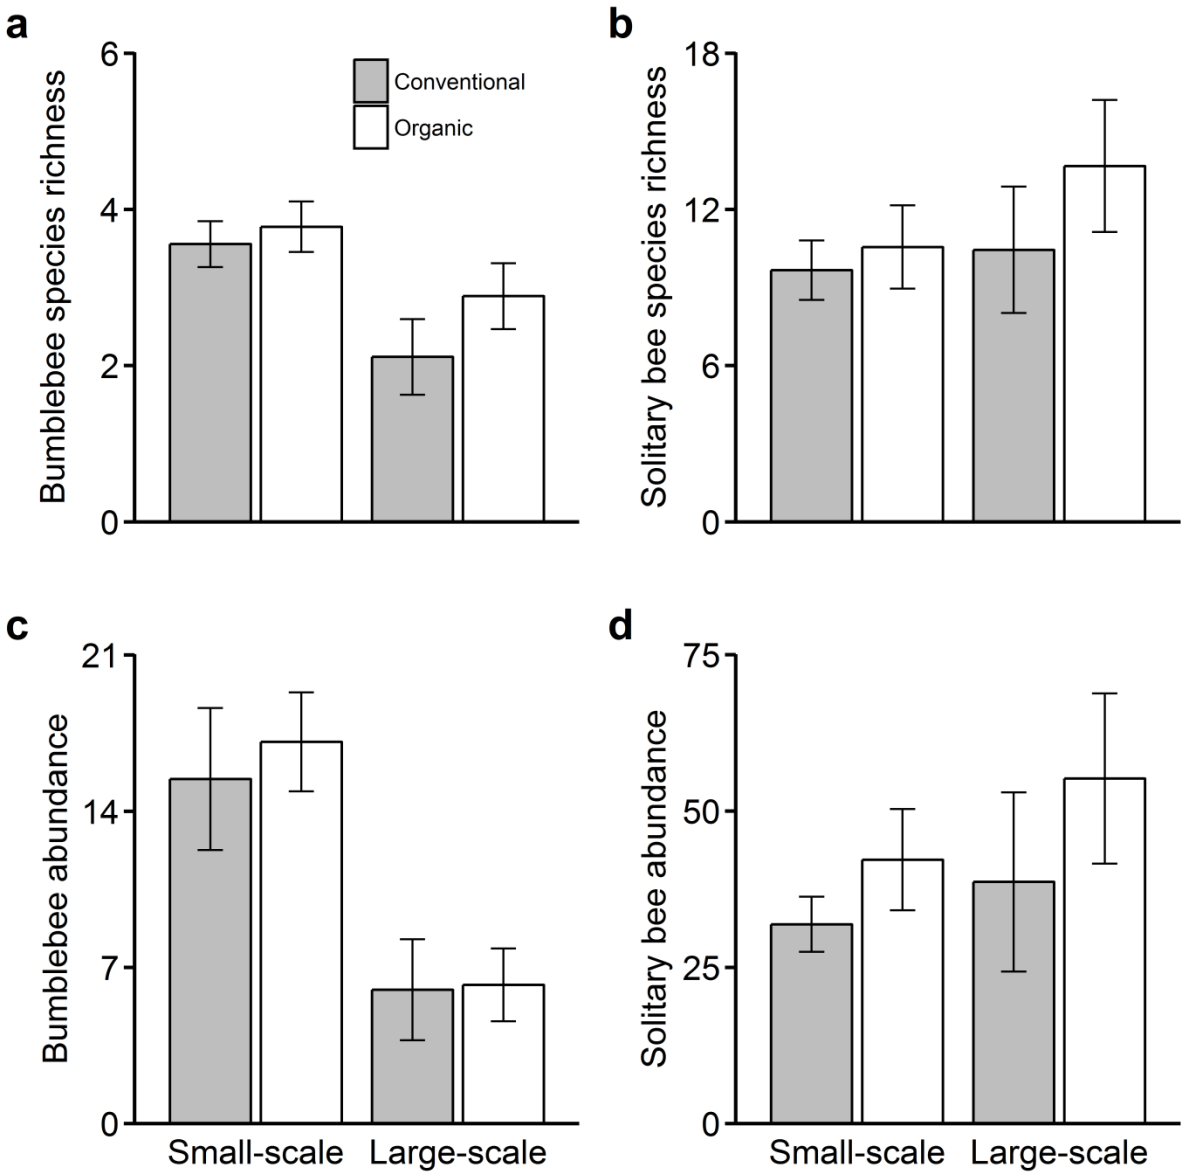 a
Bumblebee species richness
6
4
2
0
Conventional
Organic
b
Solitary bee species richness
18
12
6
0
c
Bumblebee abundance
21
14
7
0
Small-scale
Large-scale
d
Solitary bee abundance
75
50
25
0
Small-scale
Large-scale